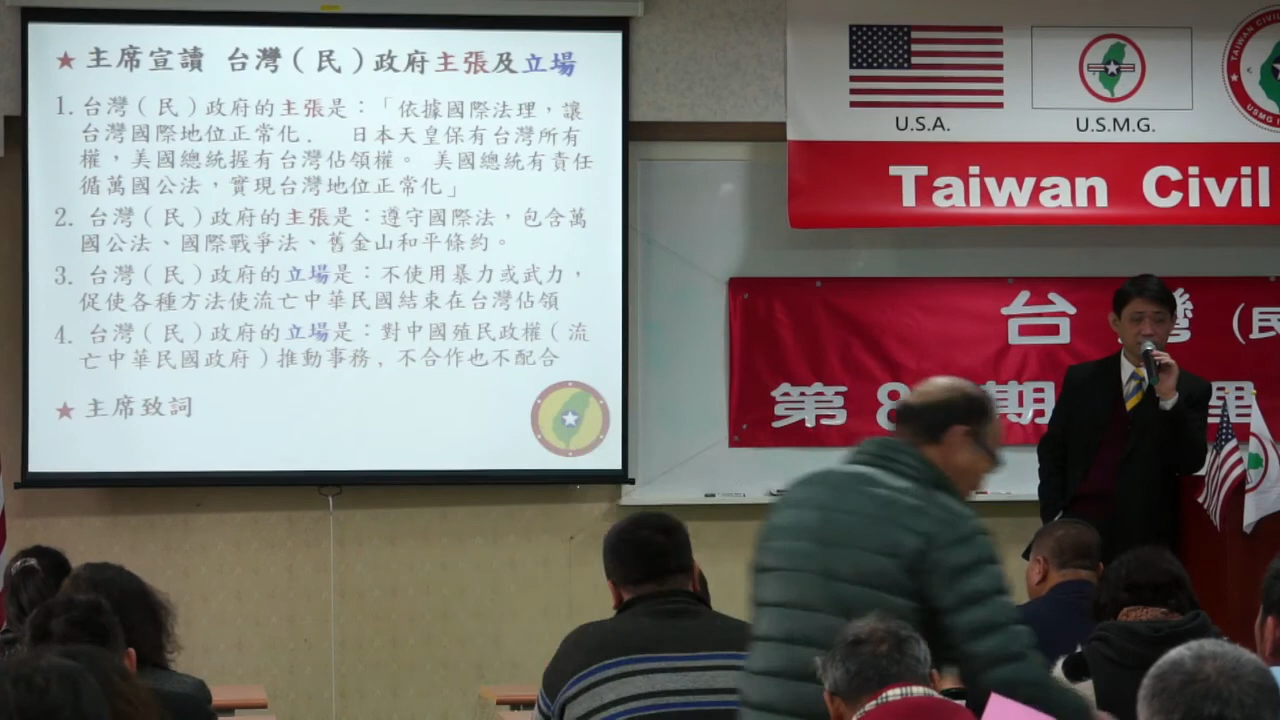 ★ 主席宣讀 台灣(民)政府主張及立場
1. 台灣(民)政府的主張是:「依據國際法理,讓
台灣國際地位正常化. 日本天皇保有台灣所有
權,美國總統握有台灣佔領權。 美國總統有責任
循萬國公法,實現台灣地位正常化」
2. 台灣(民)政府的主張是:遵守國際法,包含萬
國公法、國際戰爭法、舊金山和平條約。
3. 台灣(民)政府的立場是:不使用暴力或武力,
促使各種方法使流亡中華民國結束在台灣佔領
4. 台灣(民)政府的立場是:對中國殖民政權(流
亡中華民國政府)推動事務, 不合作也不配合
★ 主席致詞
U.S.A. U.S.M.G.
TAIWAN CIVIL
USMG
Taiwan Civil
台灣(民
第8 期 理